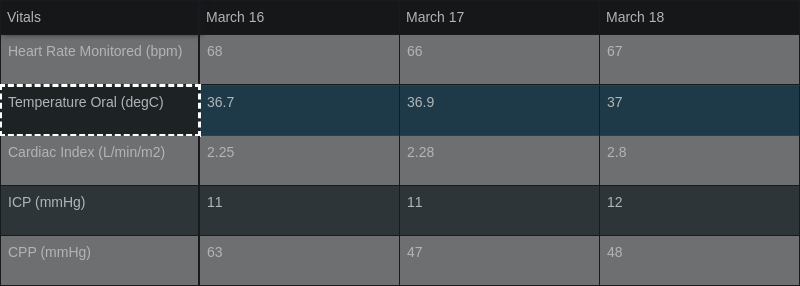 Vitals March 16 March 17 March 18
Heart Rate Monitored (bpm) 68 66 67
Temperature Oral (degC) 36.7 36.9 37
Cardiac Index (L/min/m2) 2.25 2.28 2.8
ICP (mmHg) 11 11 12
CPP (mmHg) 63 47 48